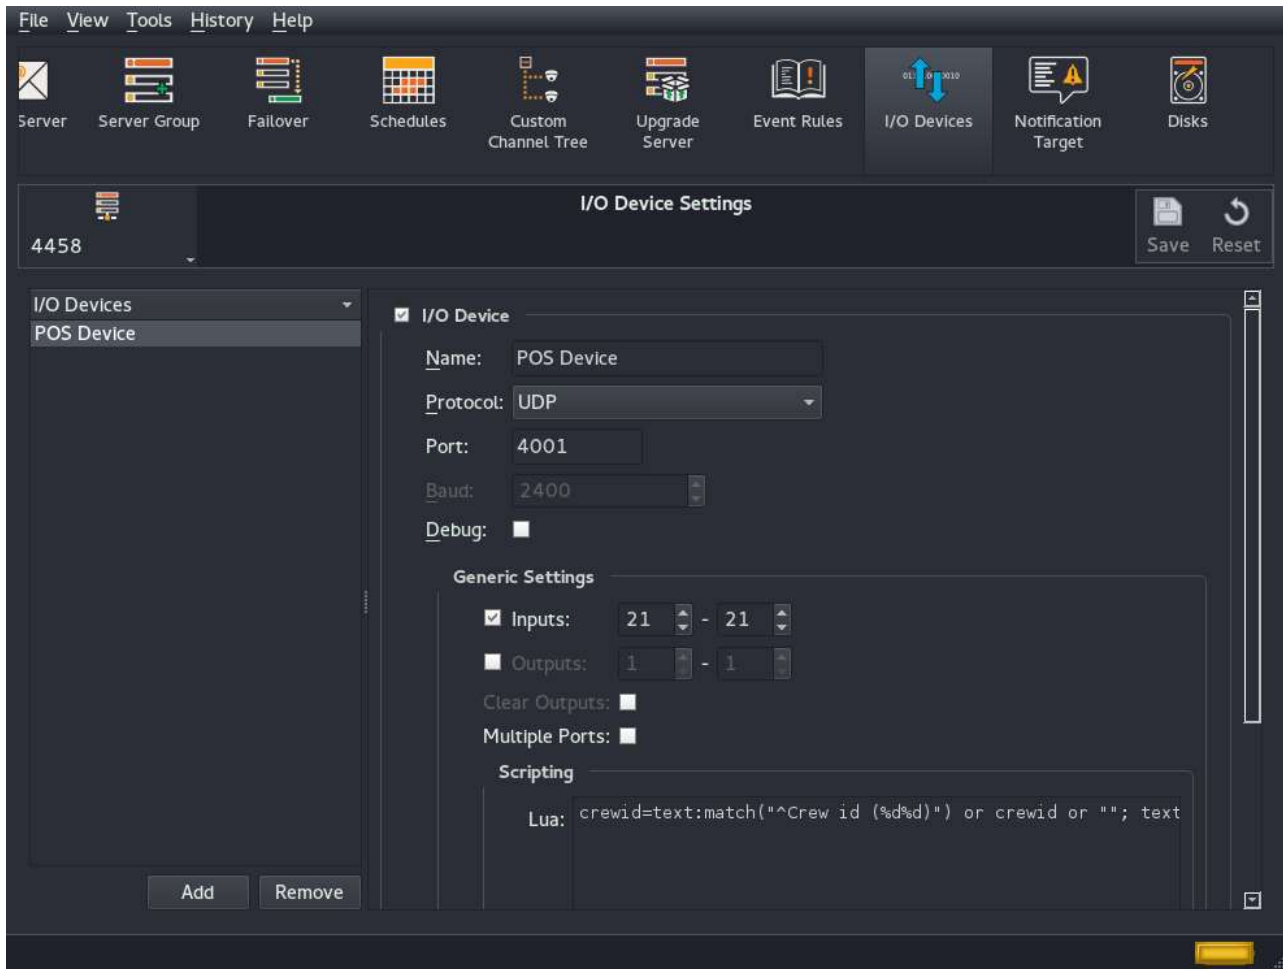 File View Tools History Help
Server
Server Group
Failover
Schedules
Custom
Channel Tree
Upgrade
Server
Event Rules
I/O Devices
Notification
Target
Disks
4458
I/O Device Settings
Save Reset
I/O Devices
POS Device
I/O Device
Name: POS Device
Protocol: UDP
Port: 4001
Baud: 2400
Debug:
Generic Settings
Inputs: 21 - 21
Outputs: 1 - 1
Clear Outputs:
Multiple Ports:
Scripting
Lua: crewid=text:match("^Crew id (%d%d)") or crewid or ""; text
Add Remove